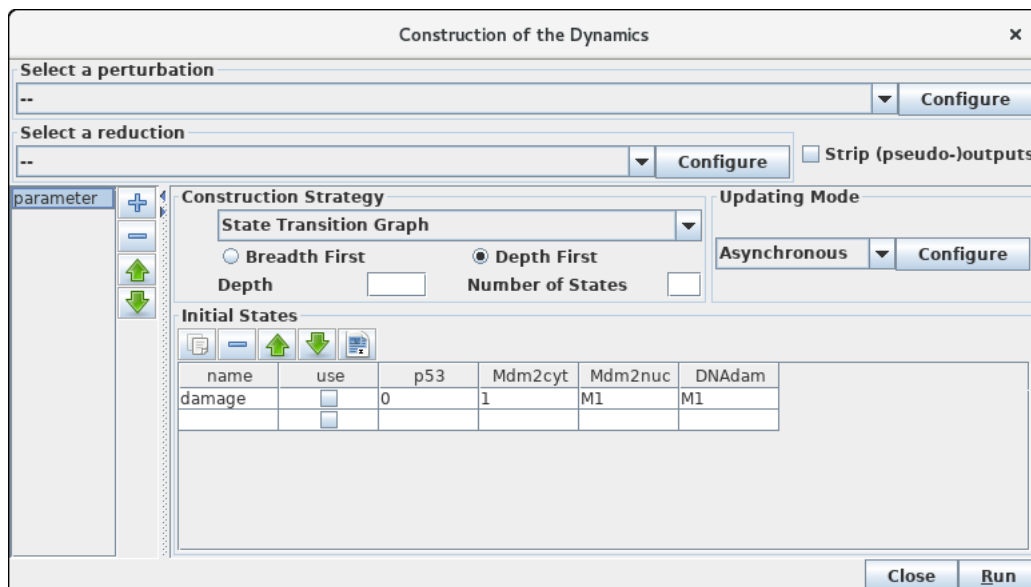 Construction of the Dynamics
Select a perturbation
--
Configure
Select a reduction
--
Configure
Strip (pseudo-)outputs
parameter
Construction Strategy
State Transition Graph
Breadth First
Depth First
Depth
Number of States
Updating Mode
Asynchronous
Configure
Initial States
name use p53 Mdm2cyt Mdm2nuc DNAdam
damage 0 1 M1 M1
Close
Run